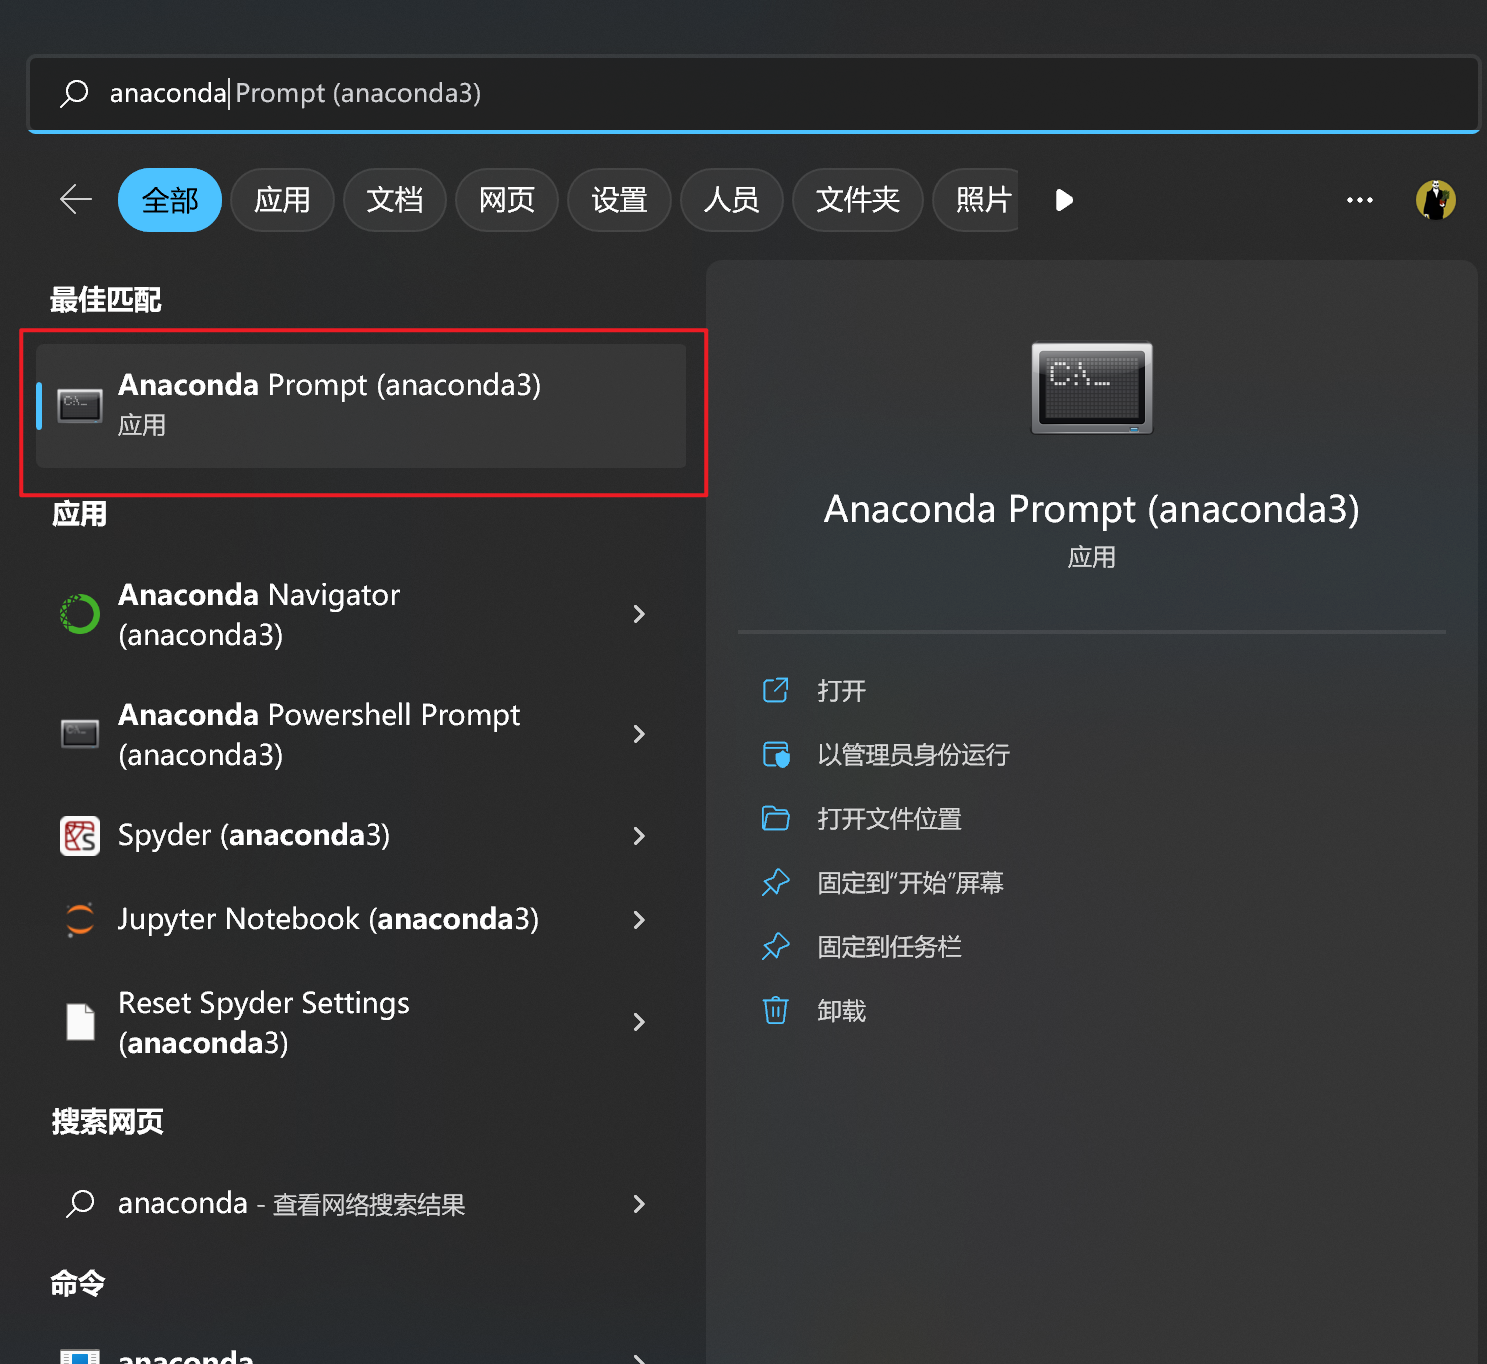 anaconda Prompt (anaconda3)
全部 应用 文档 网页 设置 人员 文件夹 照片
最佳匹配
Anaconda Prompt (anaconda3)
应用
应用
Anaconda Navigator
(anaconda3)
Anaconda Powershell Prompt
(anaconda3)
Spyder (anaconda3)
Jupyter Notebook (anaconda3)
Reset Spyder Settings
(anaconda3)
搜索网页
anaconda - 查看网络搜索结果
命令
anaconda
C:\_
Anaconda Prompt (anaconda3)
应用
打开
以管理员身份运行
打开文件位置
固定到“开始”屏幕
固定到任务栏
卸载